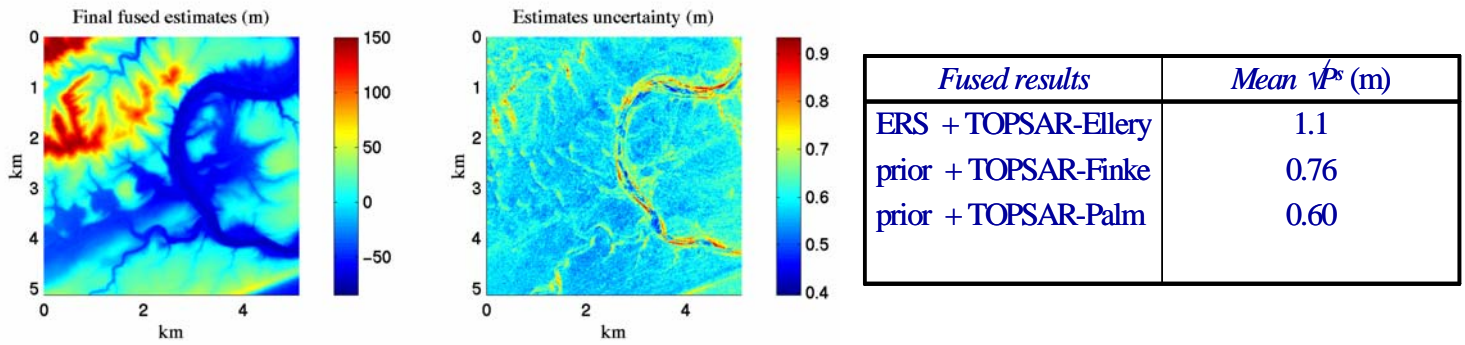 Final fused estimates (m)
0
1
2
3
4
5
km
0
2
4
km
150
100
50
0
−50
Estimates uncertainty (m)
0
1
2
3
4
5
km
0
2
4
km
0.9
0.8
0.7
0.6
0.5
0.4
Fused results Mean √Pˢ (m)
ERS + TOPSAR-Ellery 1.1
prior + TOPSAR-Finke 0.76
prior + TOPSAR-Palm 0.60